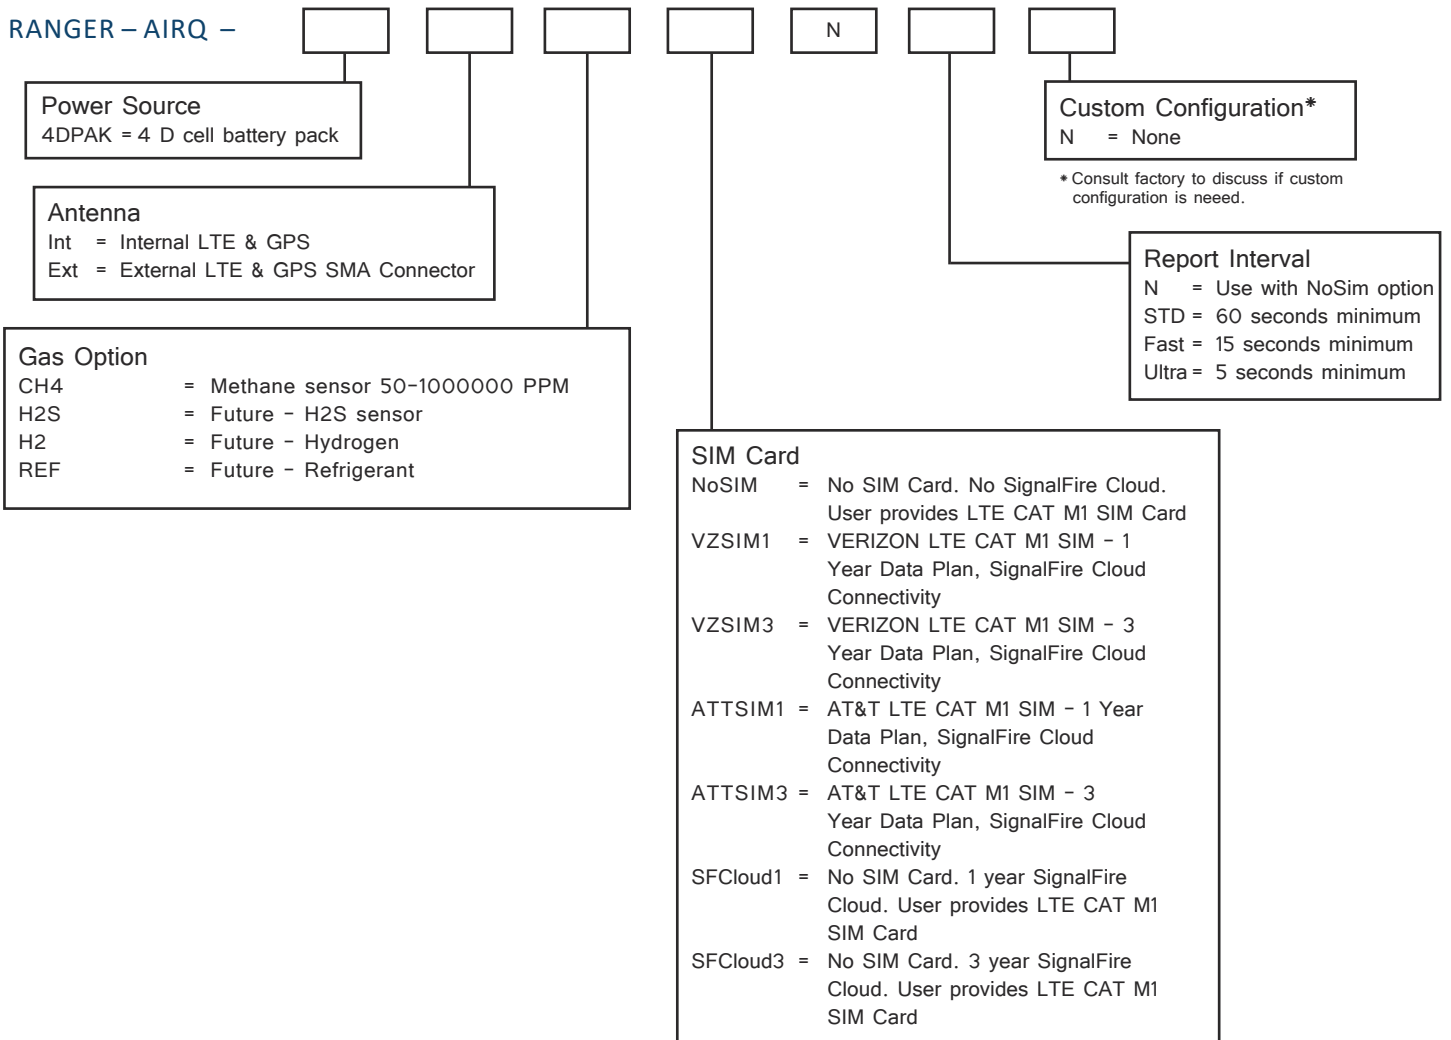 RANGER – AIRQ –
N
Power Source
4DPAK = 4 D cell battery pack
Antenna
Int = Internal LTE & GPS
Ext = External LTE & GPS SMA Connector
Gas Option
CH4 = Methane sensor 50-1000000 PPM
H2S = Future - H2S sensor
H2 = Future - Hydrogen
REF = Future - Refrigerant
SIM Card
NoSIM = No SIM Card. No SignalFire Cloud.
User provides LTE CAT M1 SIM Card
VZSIM1 = VERIZON LTE CAT M1 SIM - 1
Year Data Plan, SignalFire Cloud
Connectivity
VZSIM3 = VERIZON LTE CAT M1 SIM - 3
Year Data Plan, SignalFire Cloud
Connectivity
ATTSIM1 = AT&T LTE CAT M1 SIM - 1 Year
Data Plan, SignalFire Cloud
Connectivity
ATTSIM3 = AT&T LTE CAT M1 SIM - 3
Year Data Plan, SignalFire Cloud
Connectivity
SFCloud1 = No SIM Card. 1 year SignalFire
Cloud. User provides LTE CAT M1
SIM Card
SFCloud3 = No SIM Card. 3 year SignalFire
Cloud. User provides LTE CAT M1
SIM Card
Report Interval
N = Use with NoSim option
STD = 60 seconds minimum
Fast = 15 seconds minimum
Ultra = 5 seconds minimum
Custom Configuration*
N = None
* Consult factory to discuss if custom
configuration is neeed.